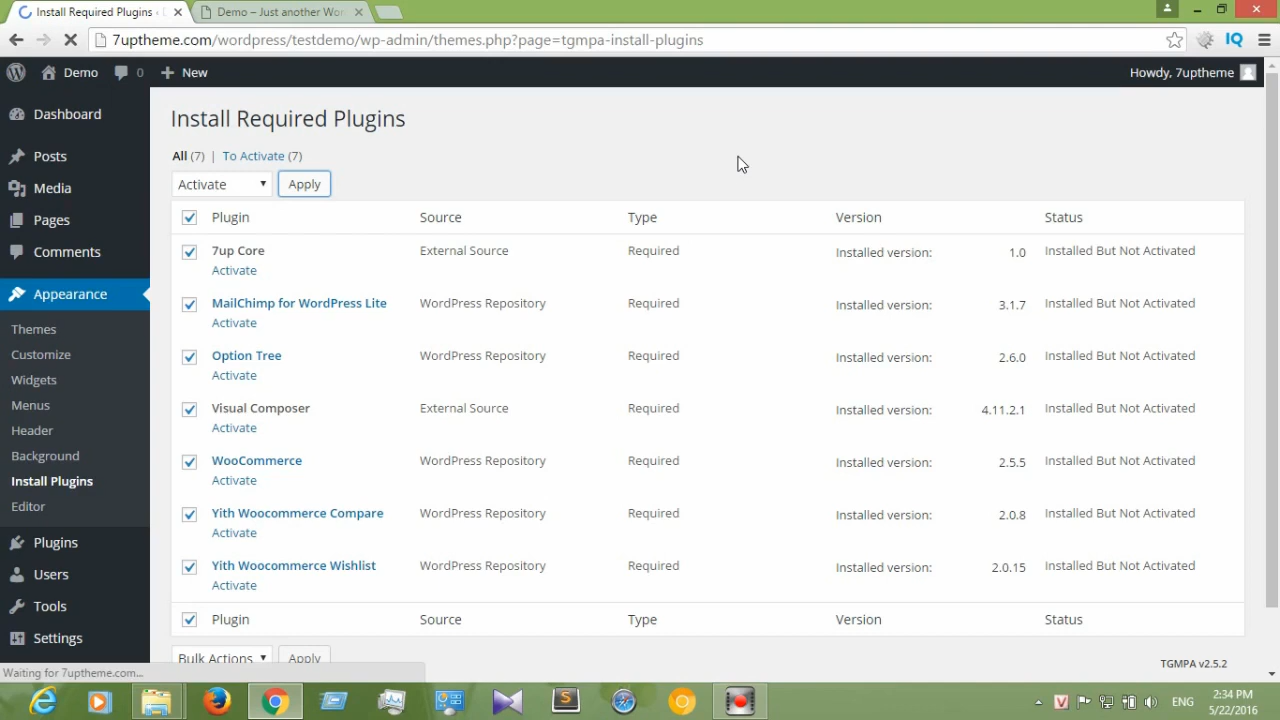 Install Required Plugins
Demo – Just another Wor
7uptheme.com/wordpress/testdemo/wp-admin/themes.php?page=tgmpa-install-plugins
IQ
Demo 0 New Howdy, 7uptheme
Dashboard
Posts
Media
Pages
Comments
Appearance
Themes
Customize
Widgets
Menus
Header
Background
Install Plugins
Editor
Plugins
Users
Tools
Settings
Install Required Plugins
All (7) | To Activate (7)
Activate Apply
Plugin Source Type Version Status
7up Core External Source Required Installed version: 1.0 Installed But Not Activated
Activate
MailChimp for WordPress Lite WordPress Repository Required Installed version: 3.1.7 Installed But Not Activated
Activate
Option Tree WordPress Repository Required Installed version: 2.6.0 Installed But Not Activated
Activate
Visual Composer External Source Required Installed version: 4.11.2.1 Installed But Not Activated
Activate
WooCommerce WordPress Repository Required Installed version: 2.5.5 Installed But Not Activated
Activate
Yith Woocommerce Compare WordPress Repository Required Installed version: 2.0.8 Installed But Not Activated
Activate
Yith Woocommerce Wishlist WordPress Repository Required Installed version: 2.0.15 Installed But Not Activated
Activate
Plugin Source Type Version Status
Bulk Actions Apply
TGMPA v2.5.2
Waiting for 7uptheme.com...
ENG
2:34 PM
5/22/2016